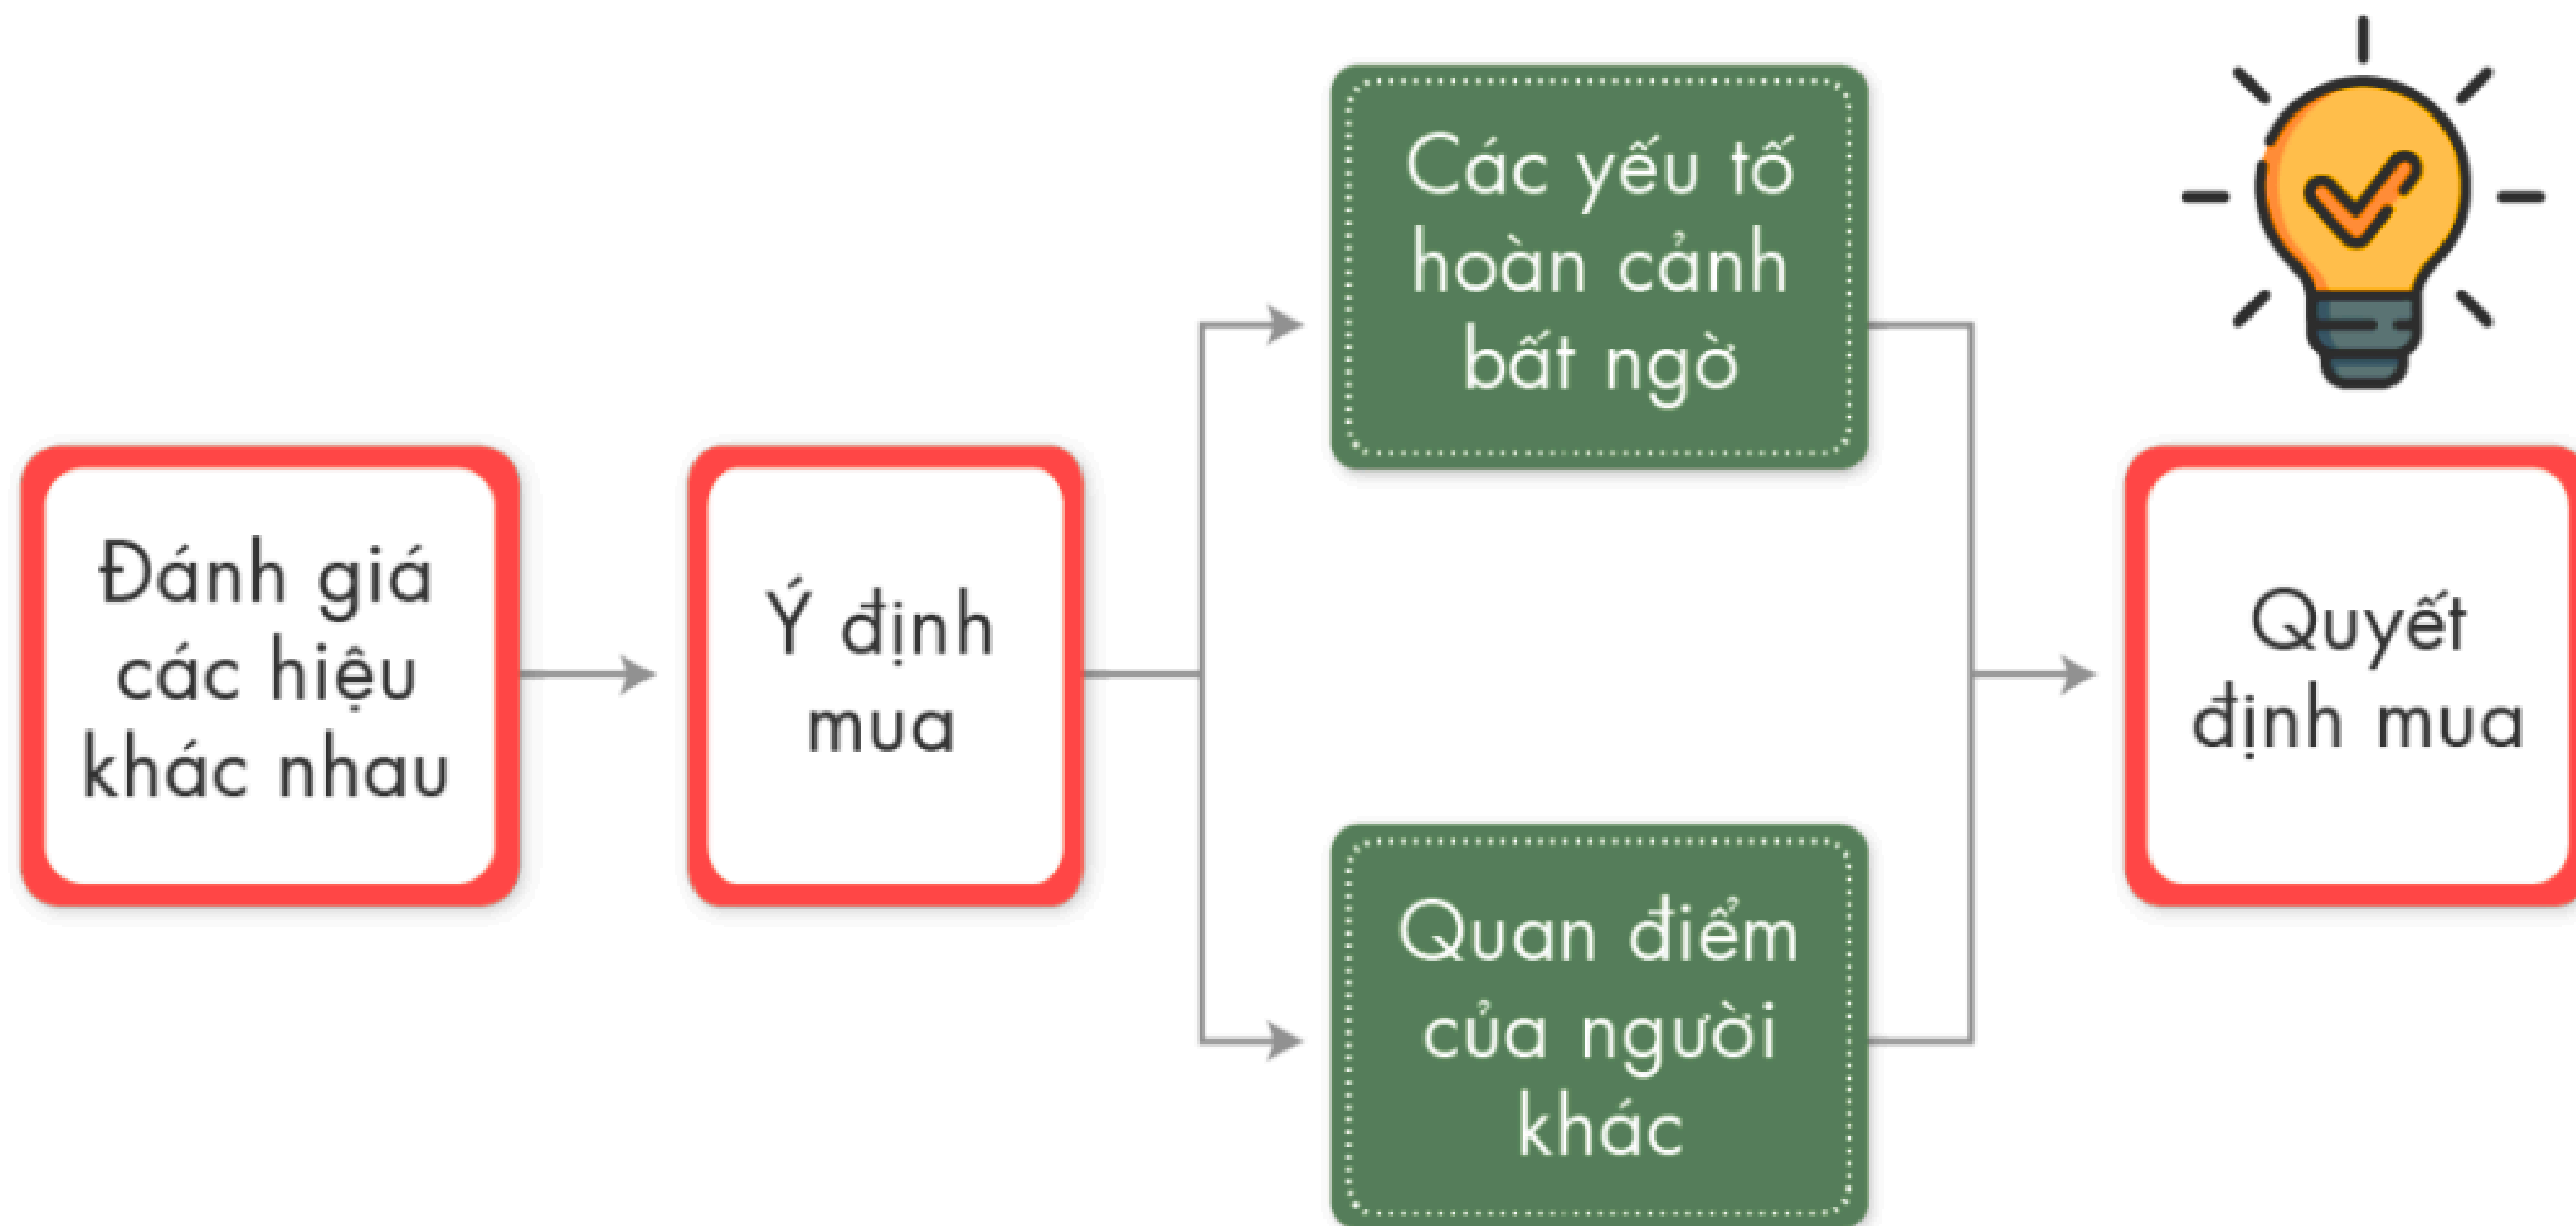 Đánh giá
các hiệu
khác nhau
Ý định
mua
Các yếu tố
hoàn cảnh
bất ngờ
Quan điểm
của người
khác
Quyết
định mua